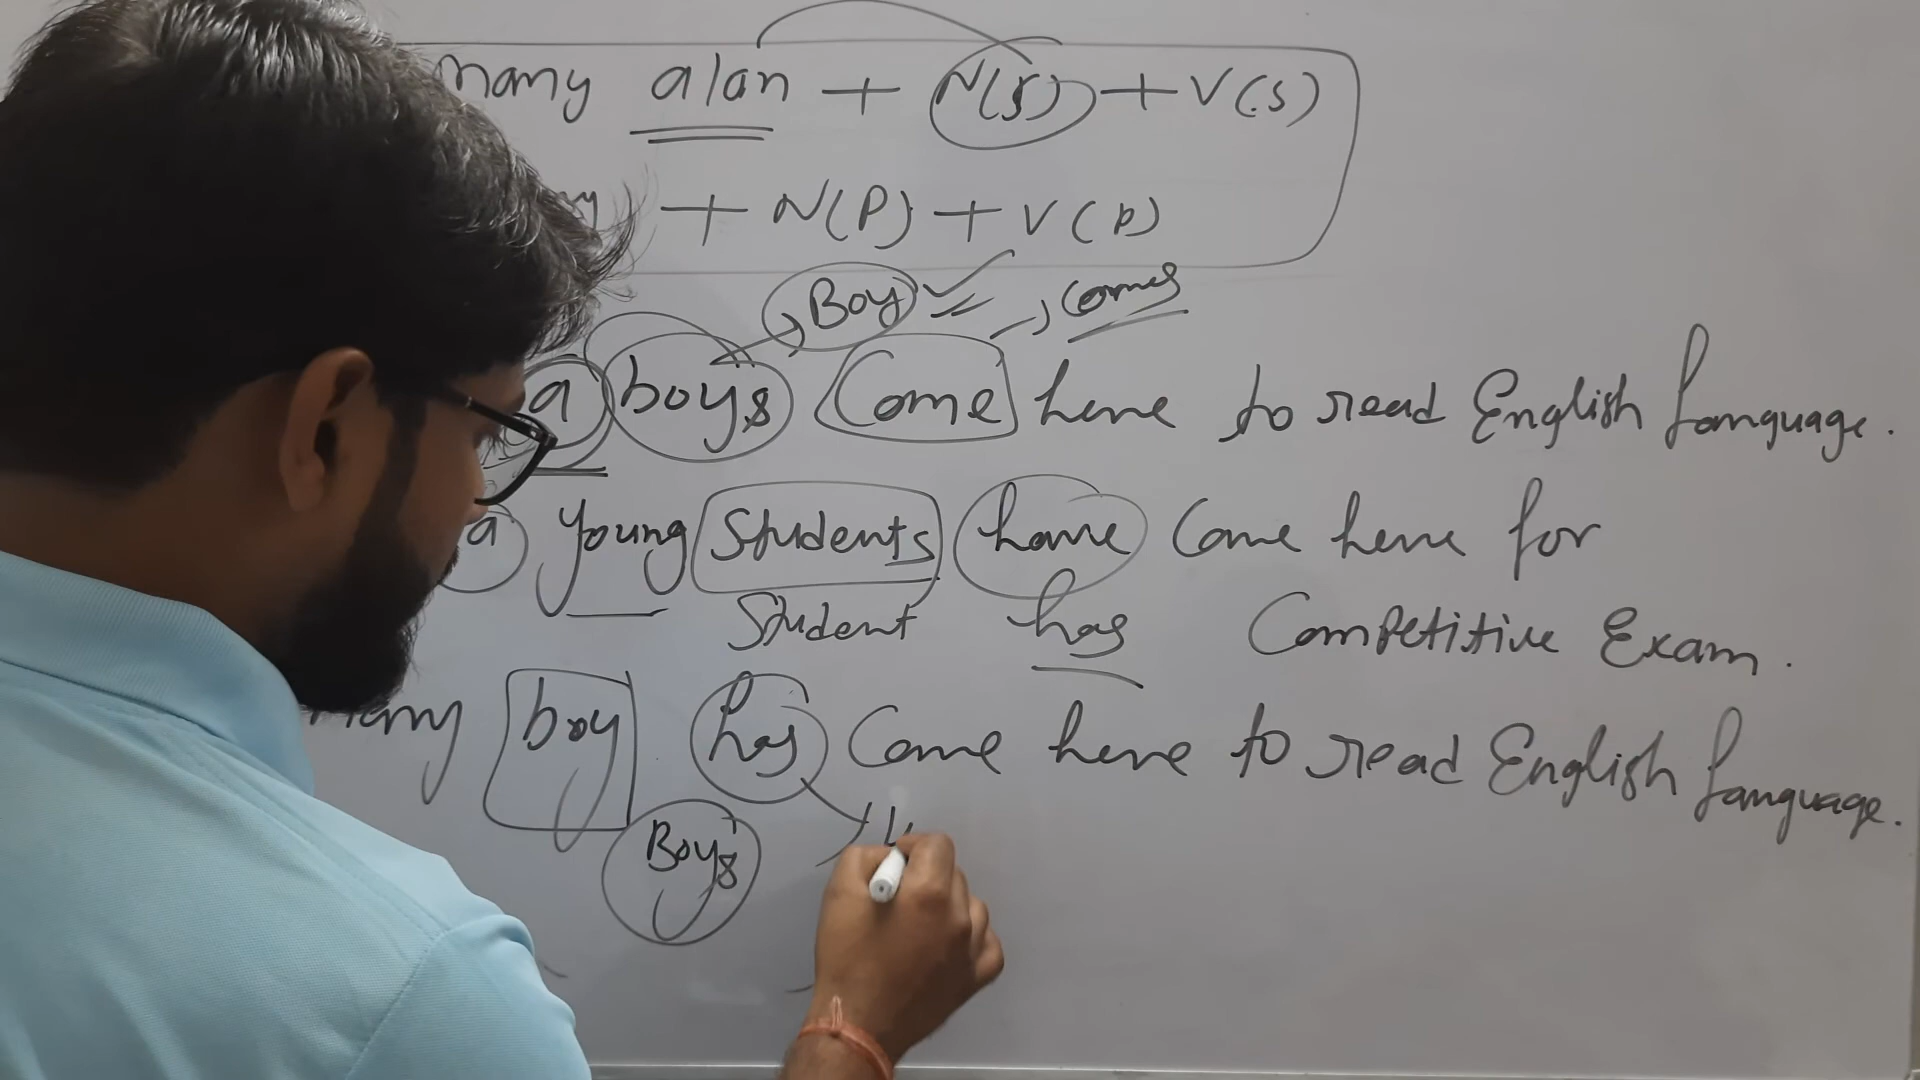 many a/an + N(S) + V(S)
+ N(P) + V(P)
Boy comes
a boys Come here to read English language.
a young Students have Come here for
Student has Competitive Exam.
many boy has Come here to read English language.
Boys